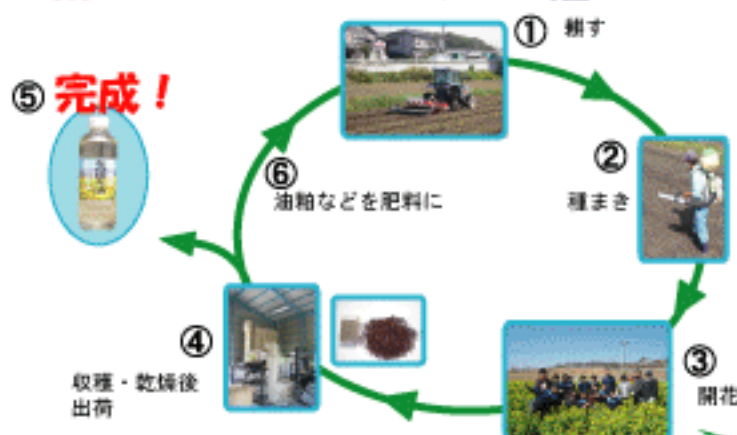 ① 耕す
② 種まき
③ 開花
④ 収穫・乾燥後
出荷
⑤ 完成！
⑥ 油粕などを肥料に